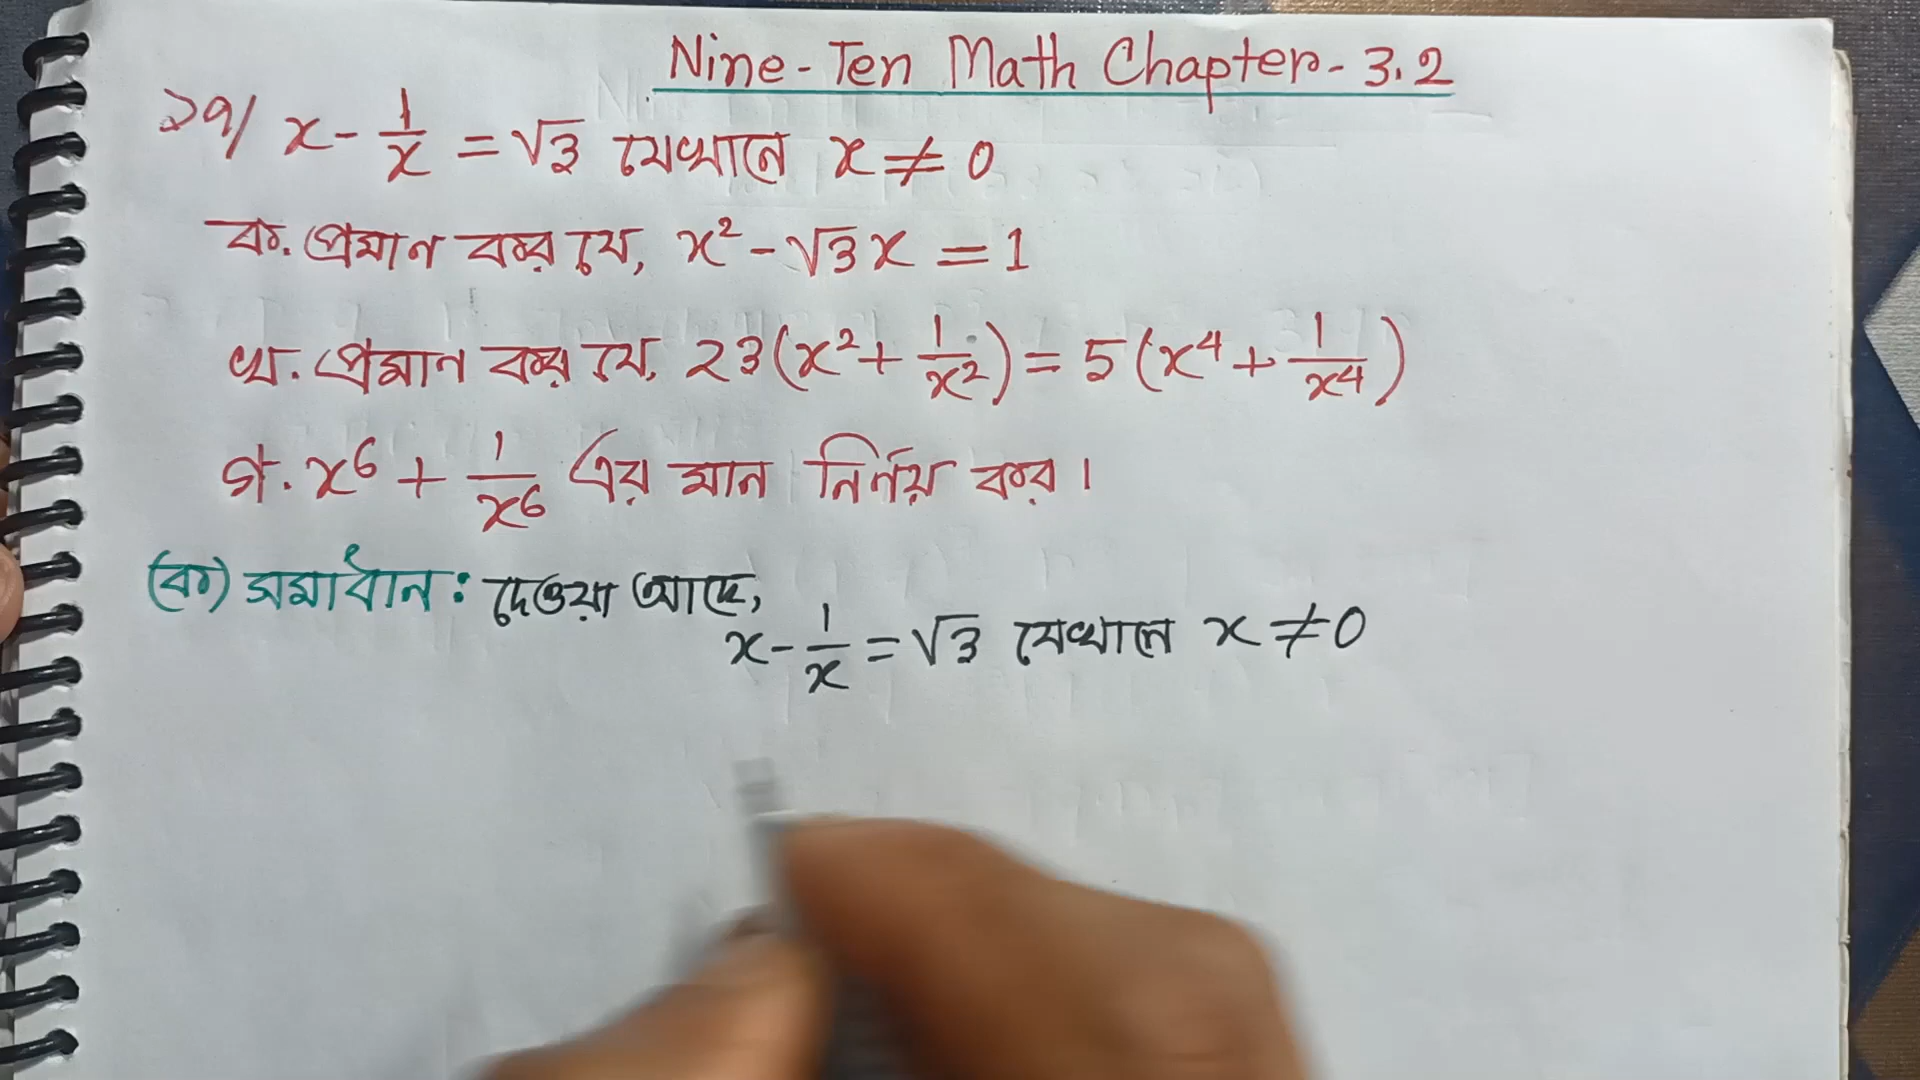 Nine-Ten Math Chapter-3.2
১৭/ x - 1/x = √3 যেখানে x ≠ 0
ক. প্রমান কর যে, x² - √3x = 1
খ. প্রমান কর যে, 23(x² + 1/x²) = 5(x⁴ + 1/x⁴)
গ. x⁶ + 1/x⁶ এর মান নির্ণয় কর।
(ক) সমাধান: দেওয়া আছে,
x - 1/x = √3 যেখানে x ≠ 0